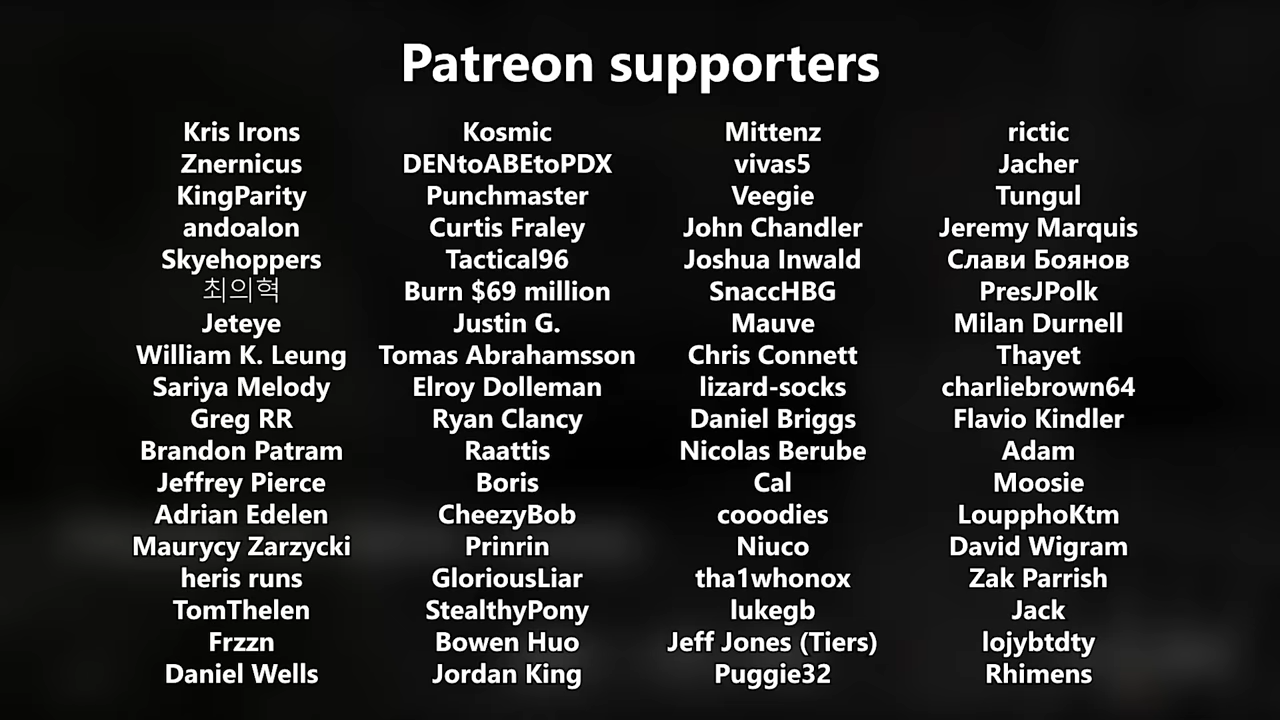 Patreon supporters
Kris Irons
Znernicus
KingParity
andoalon
Skyehoppers
최의혁
Jeteye
William K. Leung
Sariya Melody
Greg RR
Brandon Patram
Jeffrey Pierce
Adrian Edelen
Maurycy Zarzycki
heris runs
TomThelen
Frzzn
Daniel Wells
Kosmic
DENtoABEtoPDX
Punchmaster
Curtis Fraley
Tactical96
Burn $69 million
Justin G.
Tomas Abrahamsson
Elroy Dolleman
Ryan Clancy
Raattis
Boris
CheezyBob
Prinrin
GloriousLiar
StealthyPony
Bowen Huo
Jordan King
Mittenz
vivas5
Veegie
John Chandler
Joshua Inwald
SnaccHBG
Mauve
Chris Connett
lizard-socks
Daniel Briggs
Nicolas Berube
Cal
cooodies
Niuco
tha1whonox
lukegb
Jeff Jones (Tiers)
Puggie32
rictic
Jacher
Tungul
Jeremy Marquis
Слави Боянов
PresJPolk
Milan Durnell
Thayet
charliebrown64
Flavio Kindler
Adam
Moosie
LoupphoKtm
David Wigram
Zak Parrish
Jack
lojybtdty
Rhimens